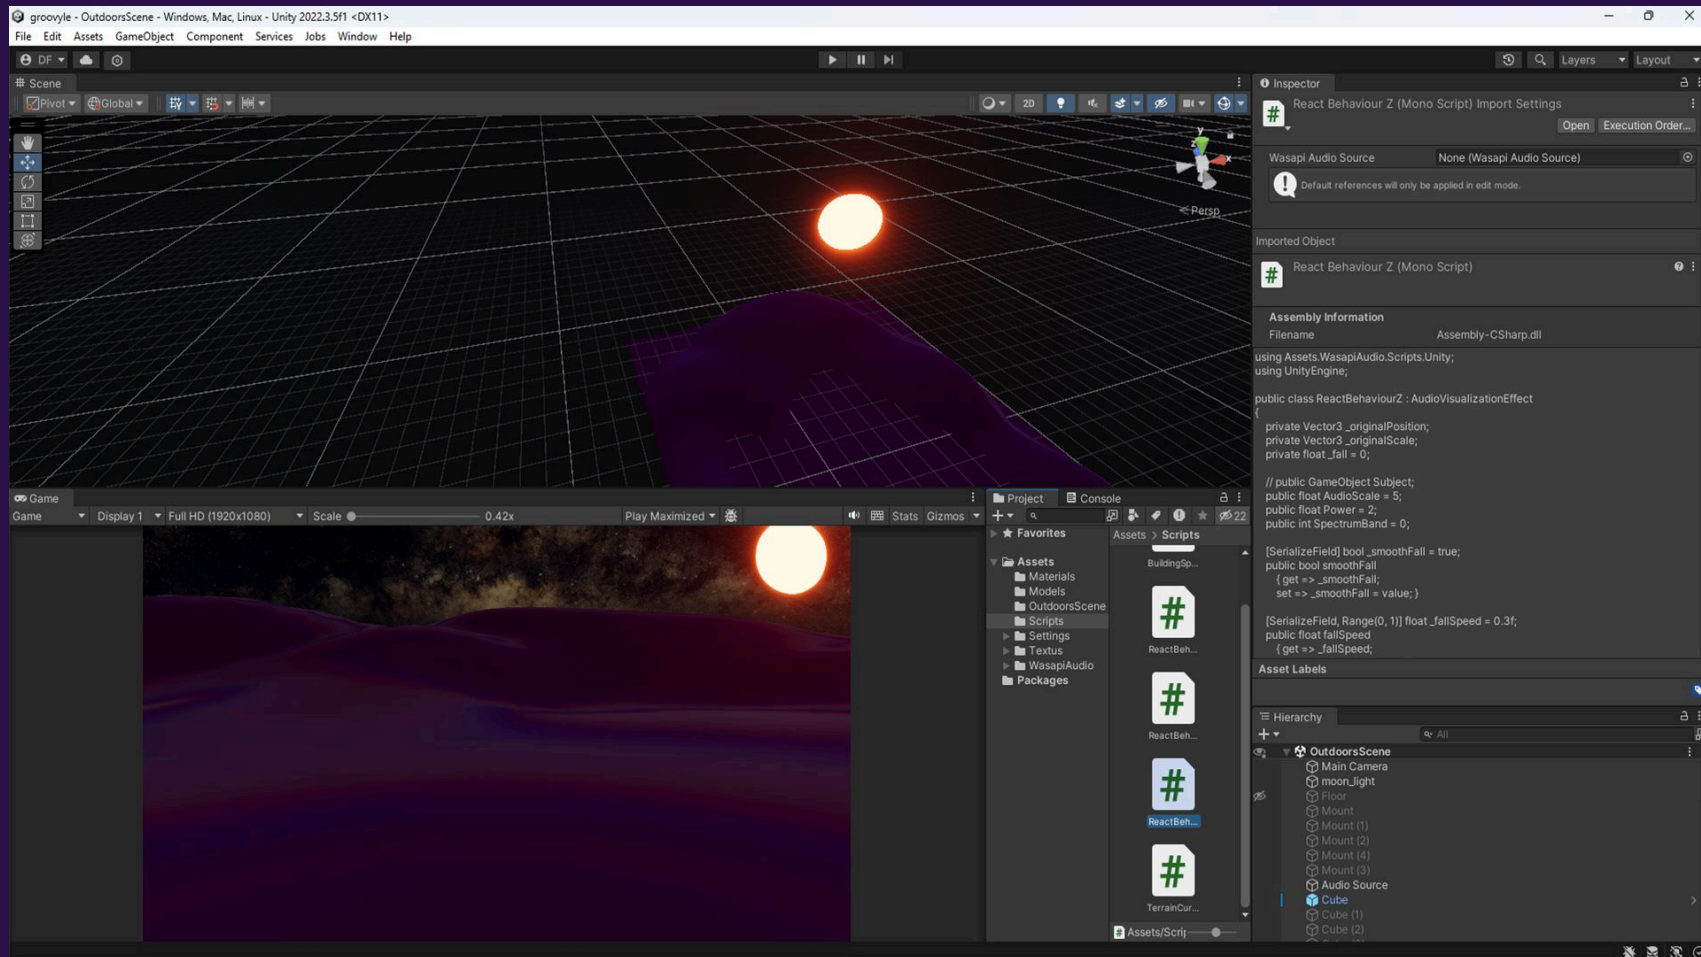 groovyle - OutdoorsScene - Windows, Mac, Linux - Unity 2022.3.5f1 <DX11>
File Edit Assets GameObject Component Services Jobs Window Help
DF
Layers
Layout
Scene
Pivot
Global
2D
y
x
Persp
Inspector
React Behaviour Z (Mono Script) Import Settings
Open
Execution Order...
Wasapi Audio Source
None (Wasapi Audio Source)
Default references will only be applied in edit mode.
Imported Object
React Behaviour Z (Mono Script)
Assembly Information
Filename
Assembly-CSharp.dll
using Assets.WasapiAudio.Scripts.Unity;
using UnityEngine;
public class ReactBehaviourZ : AudioVisualizationEffect
{
private Vector3 _originalPosition;
private Vector3 _originalScale;
private float _fall = 0;
// public GameObject Subject;
public float AudioScale = 5;
public float Power = 2;
public int SpectrumBand = 0;
[SerializeField] bool _smoothFall = true;
public bool smoothFall
{ get => _smoothFall;
set => _smoothFall = value; }
[SerializeField, Range(0, 1)] float _fallSpeed = 0.3f;
public float fallSpeed
{ get => _fallSpeed;
Asset Labels
Game
Game
Display 1
Full HD (1920x1080)
Scale
0.42x
Play Maximized
Stats
Gizmos
Project
Console
22
Favorites
Assets
Materials
Models
OutdoorsScene
Scripts
Settings
Textus
WasapiAudio
Packages
Assets > Scripts
BuildingSp...
ReactBeh...
ReactBeh...
ReactBeh...
TerrainCur...
Assets/Scrip
Hierarchy
All
OutdoorsScene
Main Camera
moon_light
Floor
Mount
Mount (1)
Mount (2)
Mount (4)
Mount (3)
Audio Source
Cube
Cube (1)
Cube (2)